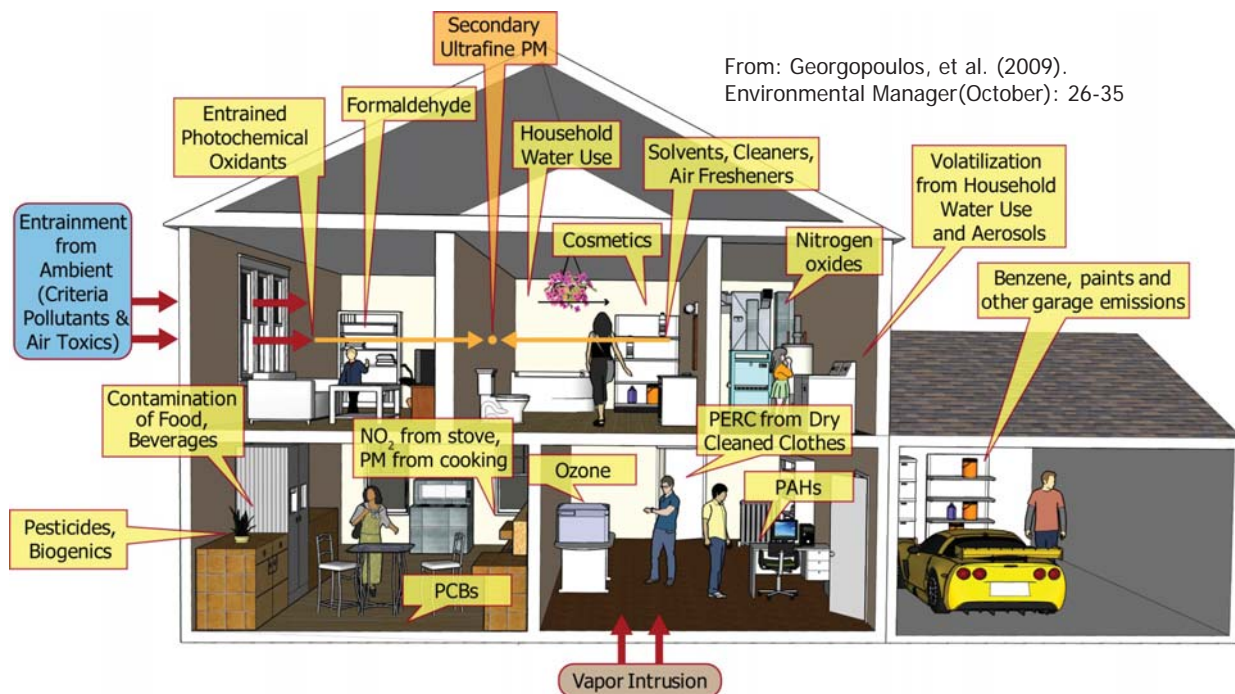 Secondary
Ultrafine PM
From: Georgopoulos, et al. (2009).
Environmental Manager(October): 26-35
Entrained
Photochemical
Oxidants
Formaldehyde
Household
Water Use
Solvents, Cleaners,
Air Fresheners
Volatilization
from Household
Water Use
and Aerosols
Entrainment
from
Ambient
(Criteria
Pollutants &
Air Toxics)
Cosmetics
Nitrogen
oxides
Benzene, paints and
other garage emissions
Contamination
of Food,
Beverages
NO₂ from stove,
PM from cooking
PERC from Dry
Cleaned Clothes
Ozone
PAHs
Pesticides,
Biogenics
PCBs
Vapor Intrusion